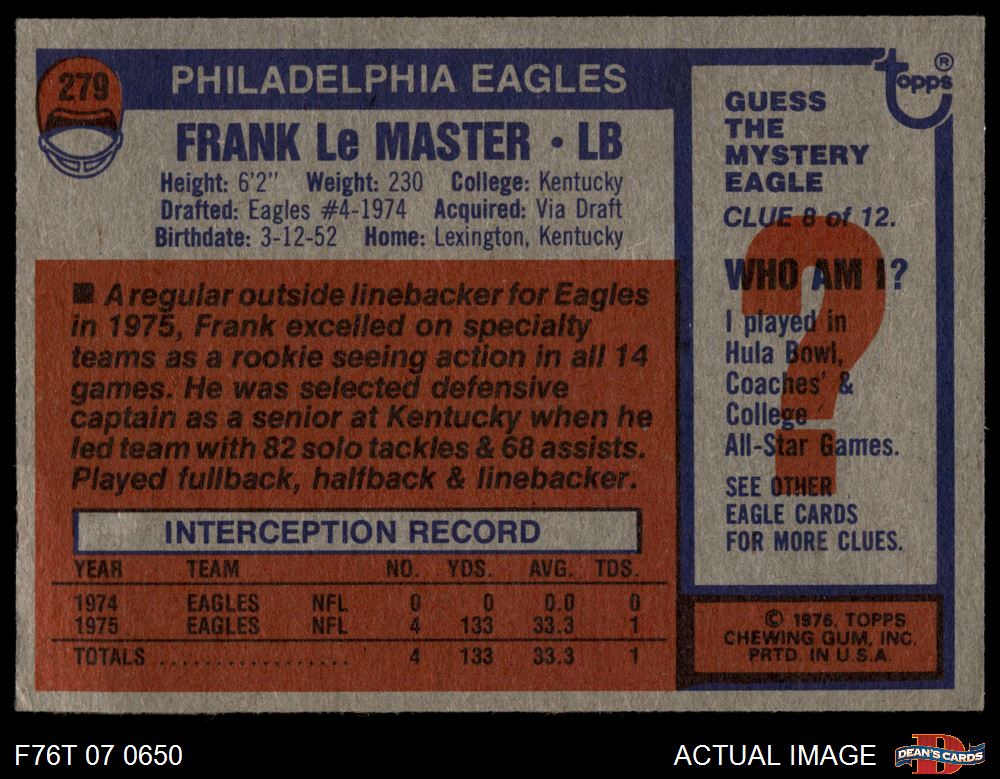 279
PHILADELPHIA EAGLES
FRANK Le MASTER • LB
Height: 6'2" Weight: 230 College: Kentucky
Drafted: Eagles #4-1974 Acquired: Via Draft
Birthdate: 3-12-52 Home: Lexington, Kentucky
■ A regular outside linebacker for Eagles
in 1975, Frank excelled on specialty
teams as a rookie seeing action in all 14
games. He was selected defensive
captain as a senior at Kentucky when he
led team with 82 solo tackles & 68 assists.
Played fullback, halfback & linebacker.
INTERCEPTION RECORD
YEAR TEAM NO. YDS. AVG. TDS.
1974 EAGLES NFL 0 0 0.0 0
1975 EAGLES NFL 4 133 33.3 1
TOTALS .................. 4 133 33.3 1
topps®
GUESS
THE
MYSTERY
EAGLE
CLUE 8 of 12.
?
WHO AM I?
I played in
Hula Bowl,
Coaches' &
College
All-Star Games.
SEE OTHER
EAGLE CARDS
FOR MORE CLUES.
© 1976, TOPPS
CHEWING GUM, INC.
PRTD. IN U.S.A.
F76T 07 0650
ACTUAL IMAGE
D
DEAN'S CARDS